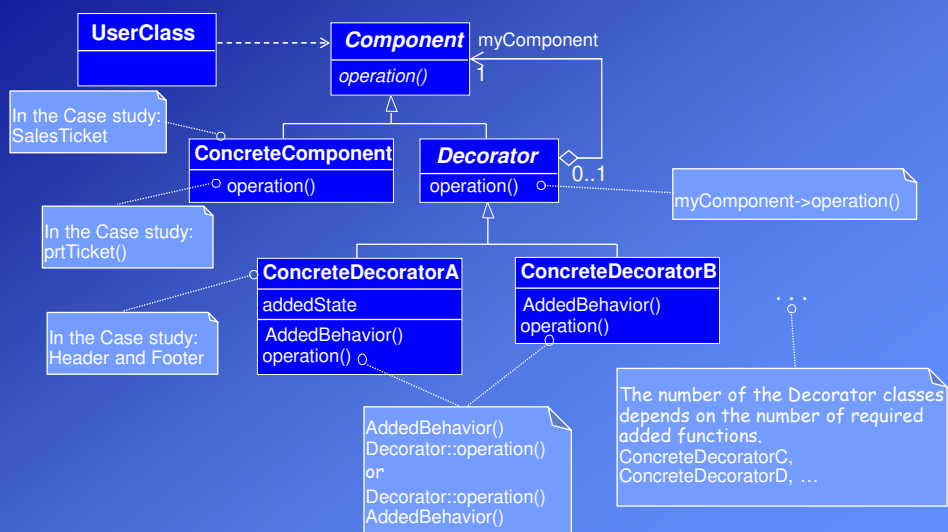 UserClass
Component
operation()
myComponent
1
0..1
In the Case study:
SalesTicket
ConcreteComponent
operation()
Decorator
operation()
myComponent->operation()
In the Case study:
prtTicket()
ConcreteDecoratorA
addedState
AddedBehavior()
operation()
ConcreteDecoratorB
AddedBehavior()
operation()
. . .
In the Case study:
Header and Footer
AddedBehavior()
Decorator::operation()
or
Decorator::operation()
AddedBehavior()
The number of the Decorator classes
depends on the number of required
added functions.
ConcreteDecoratorC,
ConcreteDecoratorD, …